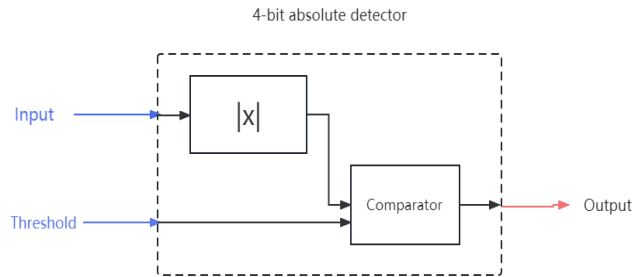 4-bit absolute detector
Input
|x|
Threshold
Comparator
Output